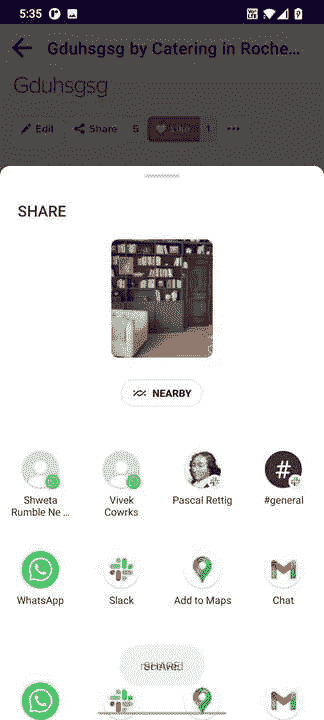 5:35
Gduhsgsg by Catering in Roche...
Gduhsgsg
Edit
Share
5
1
SHARE
NEARBY
Shweta
Rumble Ne ...
Vivek
Cowrks
Pascal Rettig
#general
WhatsApp
Slack
Add to Maps
Chat
SHARE